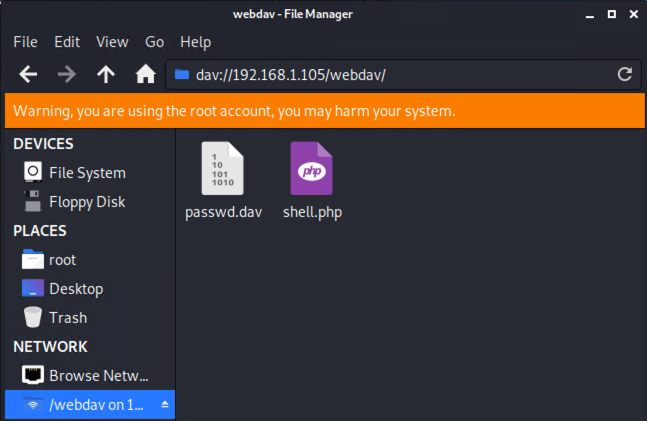 webdav - File Manager
File Edit View Go Help
dav://192.168.1.105/webdav/
Warning, you are using the root account, you may harm your system.
DEVICES
File System
Floppy Disk
PLACES
root
Desktop
Trash
NETWORK
Browse Netw...
/webdav on 1...
1
10
101
1010
passwd.dav
php
shell.php